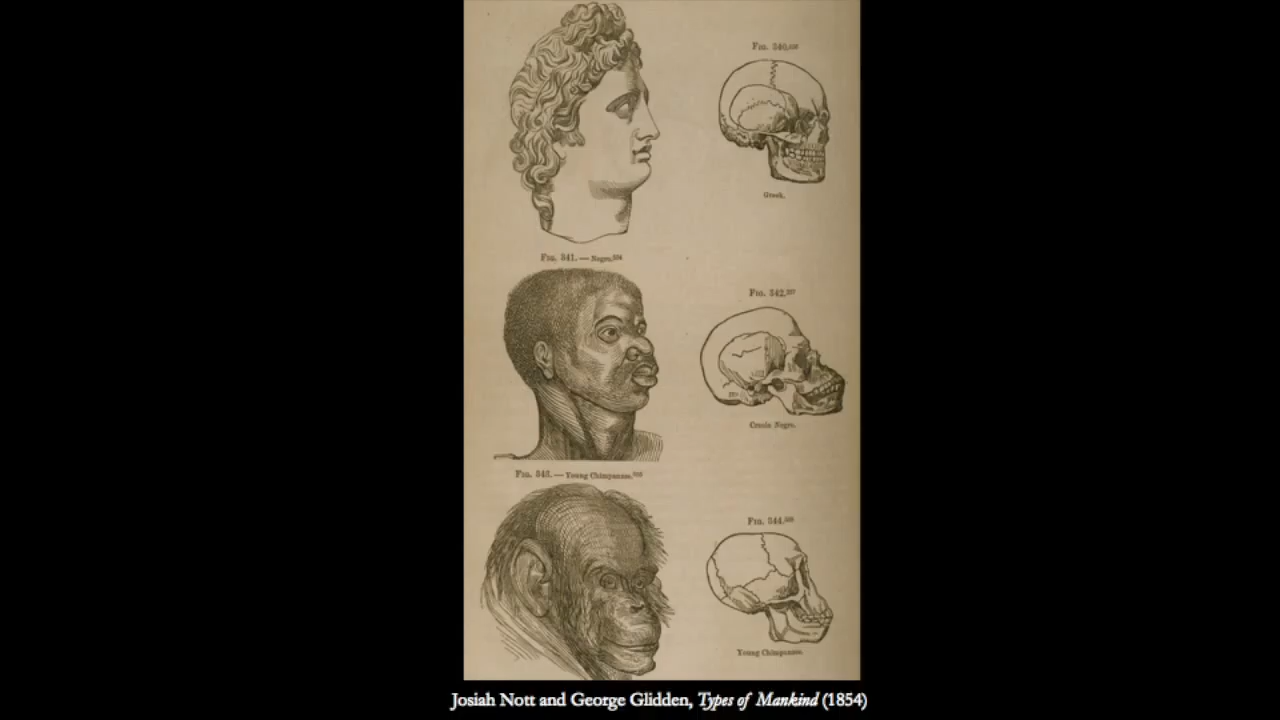 Fig. 340.
Greek.
Fig. 341. — Negro.
Fig. 342.
Creole Negro.
Fig. 343. — Young Chimpanzee.
Fig. 344.
Young Chimpanzee.
Josiah Nott and George Glidden, Types of Mankind (1854)